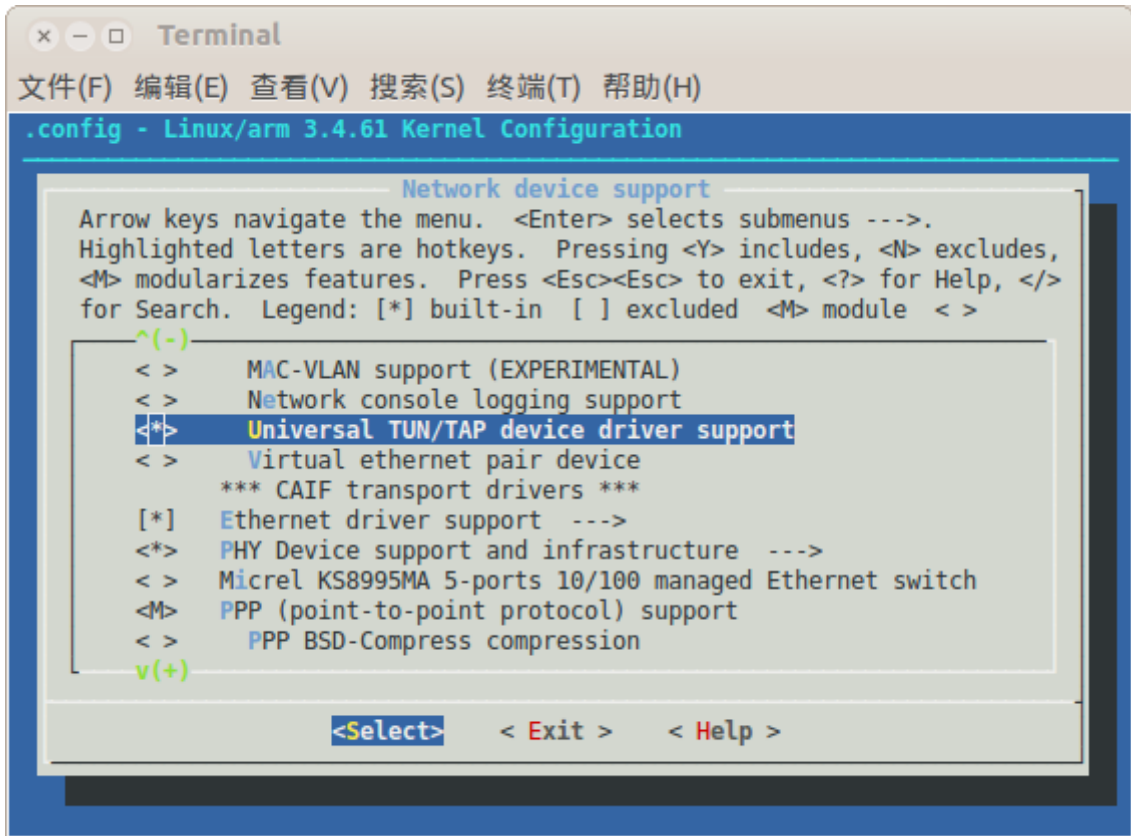 Terminal
文件(F) 编辑(E) 查看(V) 搜索(S) 终端(T) 帮助(H)
.config - Linux/arm 3.4.61 Kernel Configuration
Network device support
Arrow keys navigate the menu.  <Enter> selects submenus --->.
Highlighted letters are hotkeys.  Pressing <Y> includes, <N> excludes,
<M> modularizes features.  Press <Esc><Esc> to exit, <?> for Help, </>
for Search.  Legend: [*] built-in  [ ] excluded  <M> module  < >
^(-)
< >     MAC-VLAN support (EXPERIMENTAL)
< >     Network console logging support
<*>     Universal TUN/TAP device driver support
< >     Virtual ethernet pair device
*** CAIF transport drivers ***
[*]   Ethernet driver support  --->
<*>   PHY Device support and infrastructure  --->
< >   Micrel KS8995MA 5-ports 10/100 managed Ethernet switch
<M>   PPP (point-to-point protocol) support
< >     PPP BSD-Compress compression
v(+)
<Select>    < Exit >    < Help >